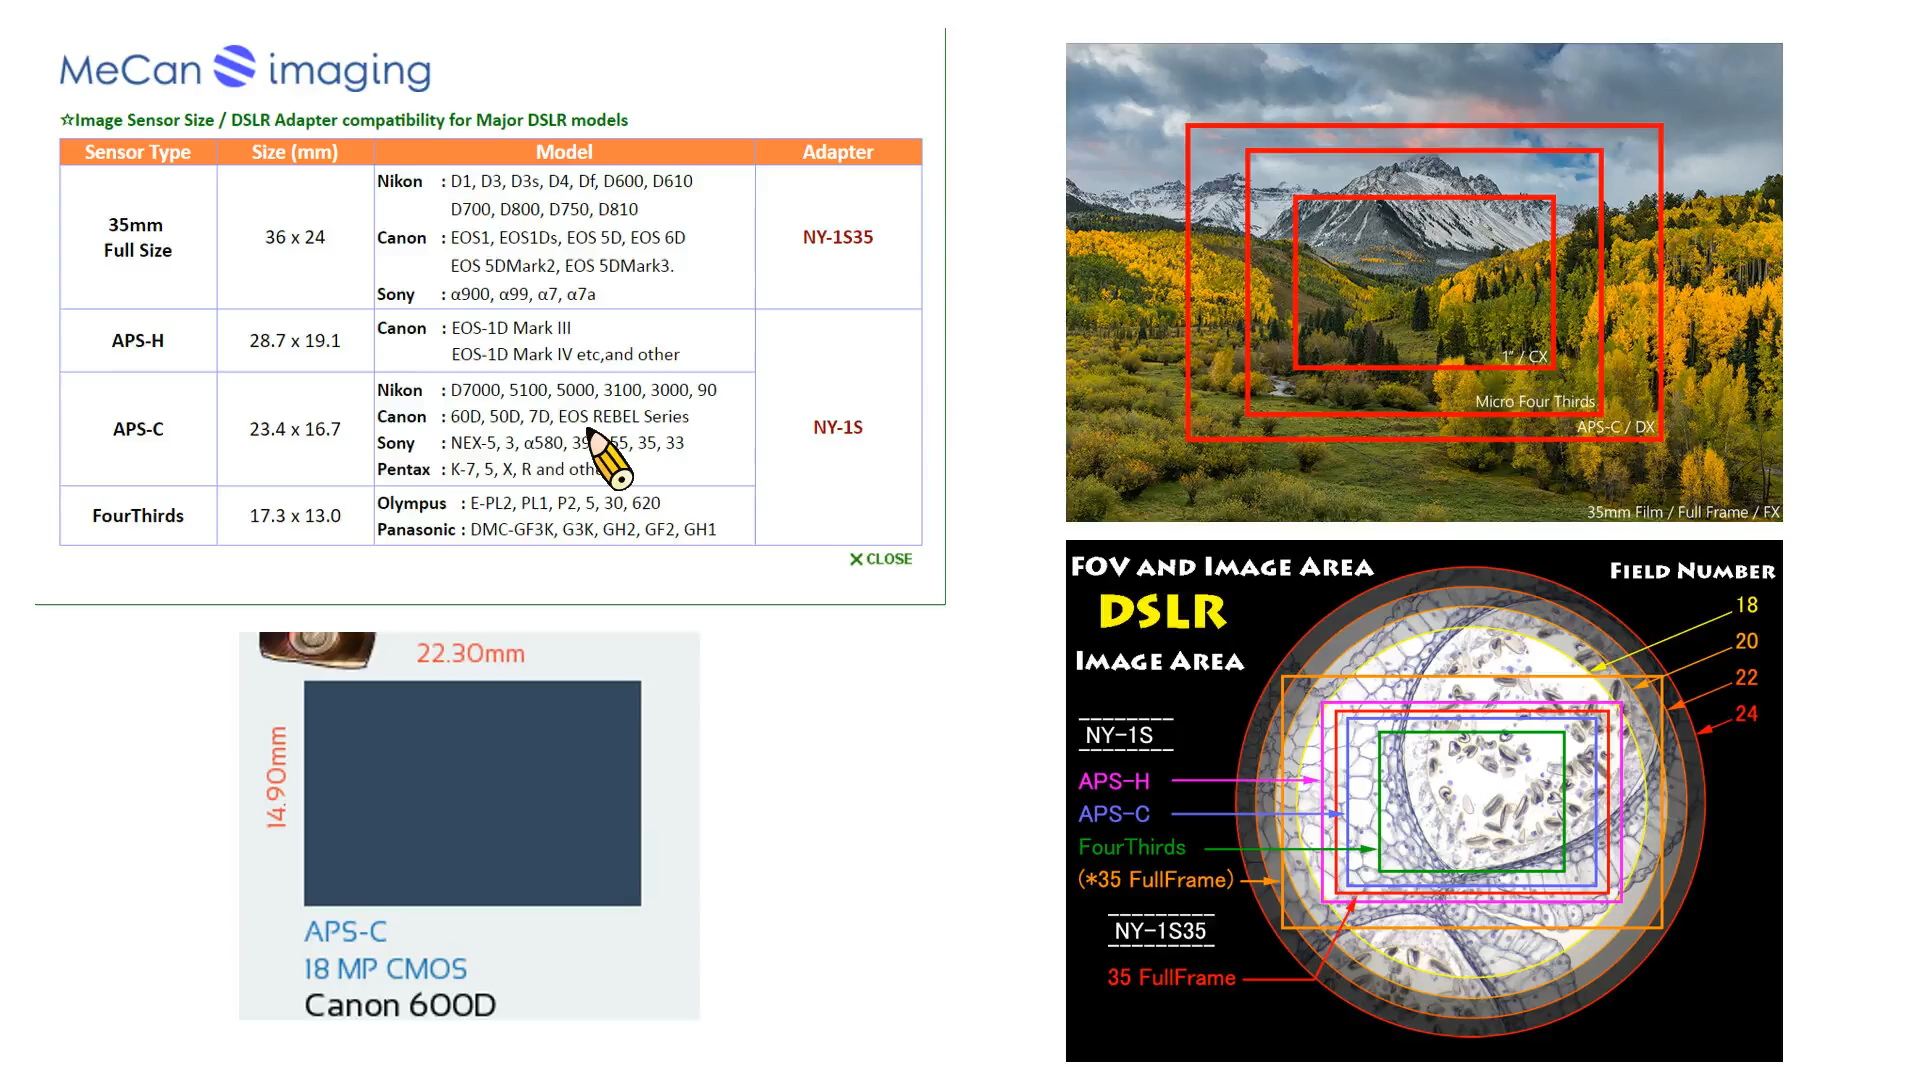 MeCan imaging
☆Image Sensor Size / DSLR Adapter compatibility for Major DSLR models
Sensor Type Size (mm) Model Adapter
35mm Full Size 36 x 24 NY-1S35
Nikon : D1, D3, D3s, D4, Df, D600, D610
D700, D800, D750, D810
Canon : EOS1, EOS1Ds, EOS 5D, EOS 6D
EOS 5DMark2, EOS 5DMark3.
Sony : α900, α99, α7, α7a
APS-H 28.7 x 19.1
Canon : EOS-1D Mark III
EOS-1D Mark IV etc,and other
APS-C 23.4 x 16.7 NY-1S
Nikon : D7000, 5100, 5000, 3100, 3000, 90
Canon : 60D, 50D, 7D, EOS REBEL Series
Sony : NEX-5, 3, α580, 35, 33
Pentax : K-7, 5, X, R and
FourThirds 17.3 x 13.0
Olympus : E-PL2, PL1, P2, 5, 30, 620
Panasonic : DMC-GF3K, G3K, GH2, GF2, GH1
X CLOSE
22.30mm
14.90mm
APS-C
18 MP CMOS
Canon 600D
1" / CX
Micro Four Thirds
APS-C / DX
35mm Film / Full Frame / FX
FOV AND IMAGE AREA
DSLR
IMAGE AREA
FIELD NUMBER
18
20
22
24
NY-1S
APS-H
APS-C
FourThirds
(*35 FullFrame)
NY-1S35
35 FullFrame